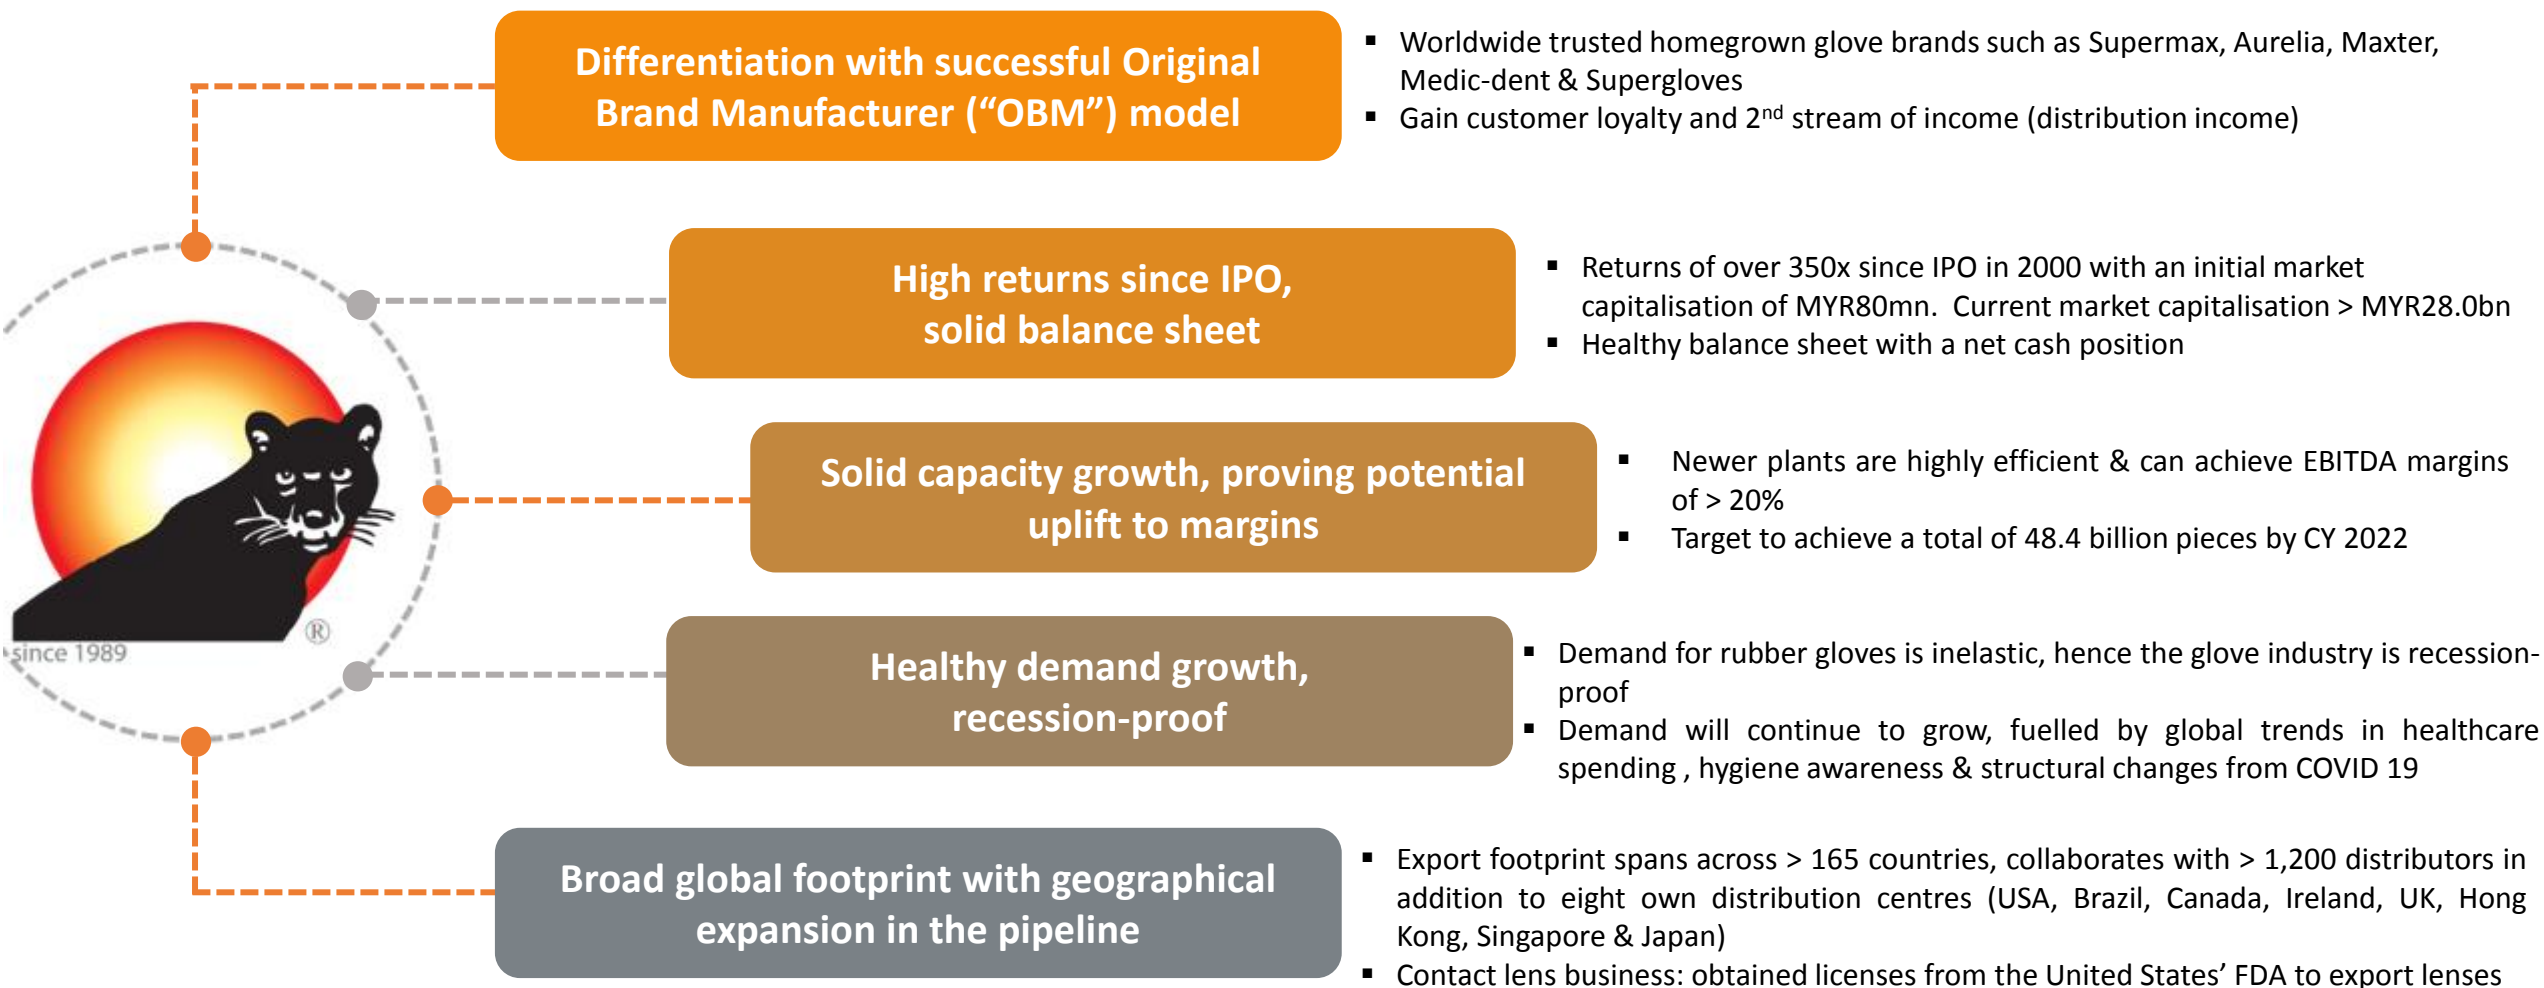 Differentiation with successful Original
Brand Manufacturer (“OBM”) model
▪ Worldwide trusted homegrown glove brands such as Supermax, Aurelia, Maxter,
Medic-dent & Supergloves
▪ Gain customer loyalty and 2nd stream of income (distribution income)
High returns since IPO,
solid balance sheet
▪ Returns of over 350x since IPO in 2000 with an initial market
capitalisation of MYR80mn. Current market capitalisation > MYR28.0bn
▪ Healthy balance sheet with a net cash position
Solid capacity growth, proving potential
uplift to margins
▪ Newer plants are highly efficient & can achieve EBITDA margins
of > 20%
▪ Target to achieve a total of 48.4 billion pieces by CY 2022
®
since 1989
Healthy demand growth,
recession-proof
▪ Demand for rubber gloves is inelastic, hence the glove industry is recession-
proof
▪ Demand will continue to grow, fuelled by global trends in healthcare
spending , hygiene awareness & structural changes from COVID 19
Broad global footprint with geographical
expansion in the pipeline
▪ Export footprint spans across > 165 countries, collaborates with > 1,200 distributors in
addition to eight own distribution centres (USA, Brazil, Canada, Ireland, UK, Hong
Kong, Singapore & Japan)
▪ Contact lens business: obtained licenses from the United States’ FDA to export lenses